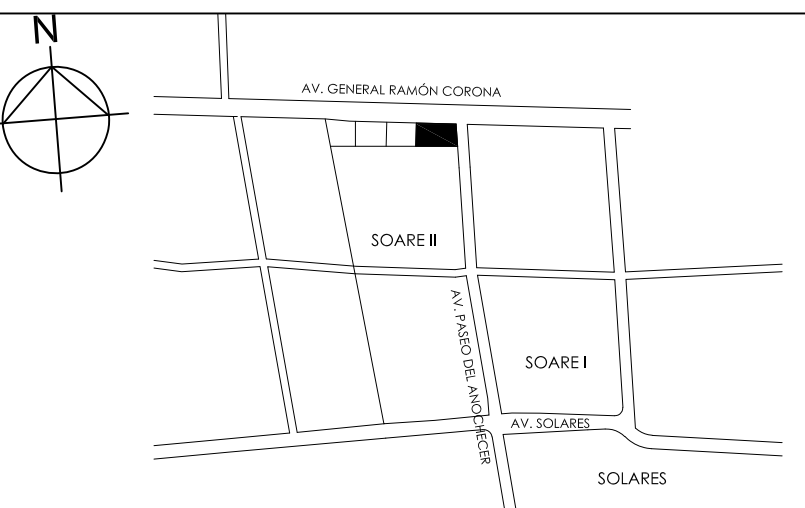 N
AV. GENERAL RAMÓN CORONA
SOARE II
AV. PASEO DEL ANOCHECER
SOARE I
AV. SOLARES
SOLARES